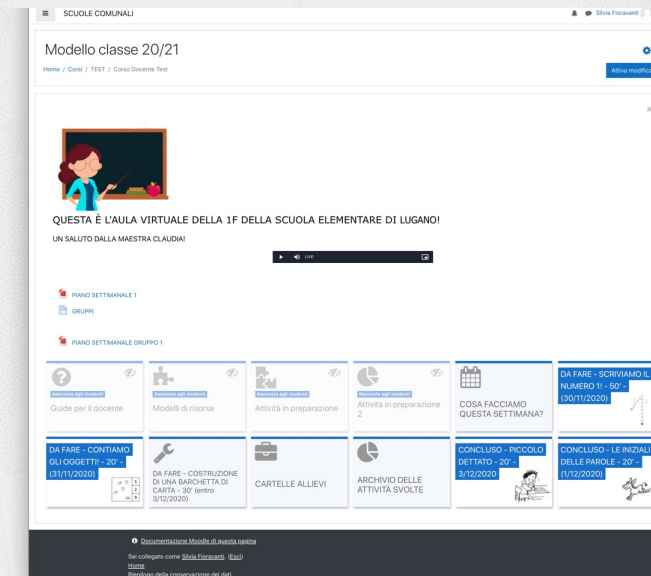 SCUOLE COMUNALI
Silvia Fioravanti
Modello classe 20/21
Home / Corsi / TEST / Corso Docente Test
Attiva modifica
QUESTA È L'AULA VIRTUALE DELLA 1F DELLA SCUOLA ELEMENTARE DI LUGANO!
UN SALUTO DALLA MAESTRA CLAUDIA!
LIVE
PIANO SETTIMANALE 1
GRUPPI
PIANO SETTIMANALE GRUPPO 1
Nascosta agli studenti
Guide per il docente
Nascosta agli studenti
Modelli di risorse
Nascosta agli studenti
Attività in preparazione
Nascosta agli studenti
Attività in preparazione
2
COSA FACCIAMO
QUESTA SETTIMANA?
DA FARE - SCRIVIAMO IL
NUMERO 1! - 50' -
(30/11/2020)
DA FARE - CONTIAMO
GLI OGGETTI! - 20' -
(31/11/2020)
DA FARE - COSTRUZIONE
DI UNA BARCHETTA DI
CARTA - 30' (entro
3/12/2020)
CARTELLE ALLIEVI
ARCHIVIO DELLE
ATTIVITÀ SVOLTE
CONCLUSO - PICCOLO
DETTATO - 20' -
3/12/2020
CONCLUSO - LE INIZIALI
DELLE PAROLE - 20' -
(1/12/2020)
Documentazione Moodle di questa pagina
Sei collegato come Silvia Fioravanti. (Esci)
Home
Riepilogo della conservazione dei dati